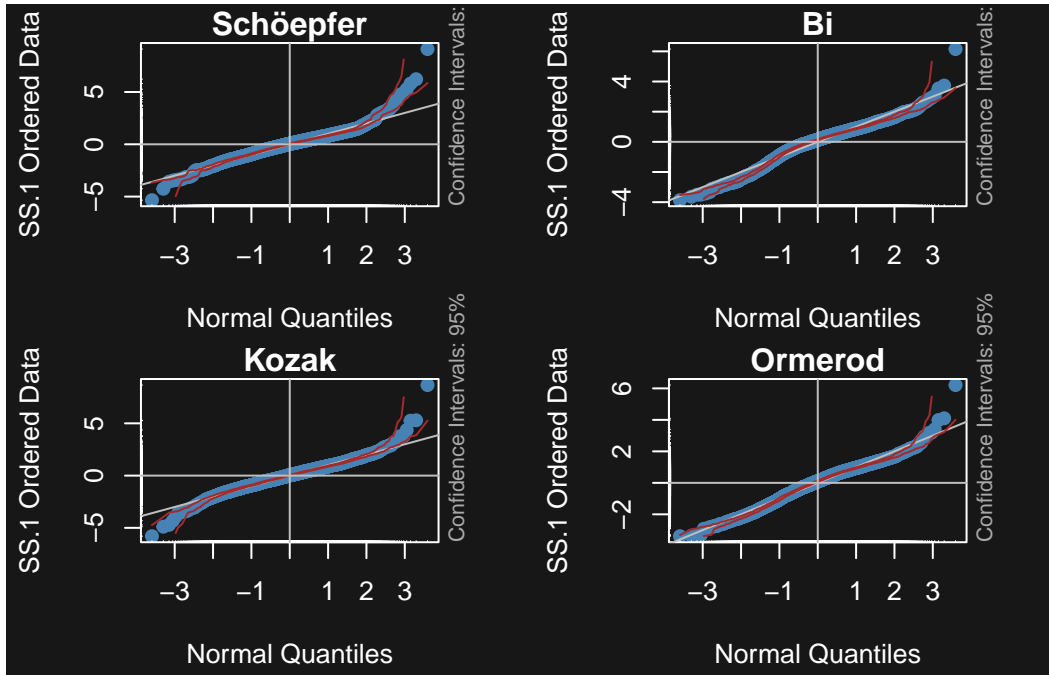 Schöepfer
SS.1 Ordered Data
−5 0 5
−3 −1 1 2 3
Normal Quantiles
Confidence Intervals:
Bi
SS.1 Ordered Data
−4 0 4
−3 −1 1 2 3
Normal Quantiles
Confidence Intervals: 95%
Kozak
SS.1 Ordered Data
−5 0 5
−3 −1 1 2 3
Normal Quantiles
Confidence Intervals: 95%
Ormerod
SS.1 Ordered Data
−2 2 6
−3 −1 1 2 3
Normal Quantiles
Confidence Intervals: